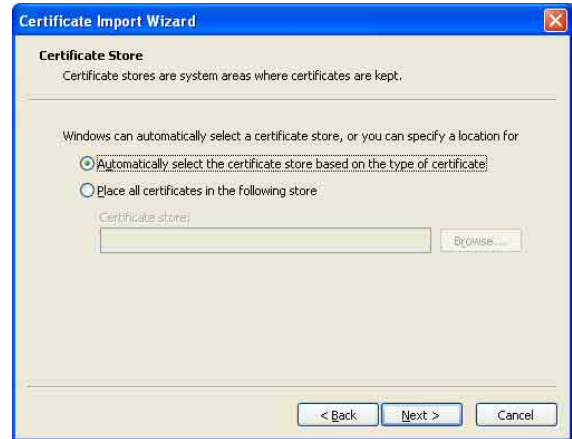 Certificate Import Wizard
Certificate Store
Certificate stores are system areas where certificates are kept.
Windows can automatically select a certificate store, or you can specify a location for
Automatically select the certificate store based on the type of certificate
Place all certificates in the following store
Certificate store:
Browse...
< Back Next > Cancel